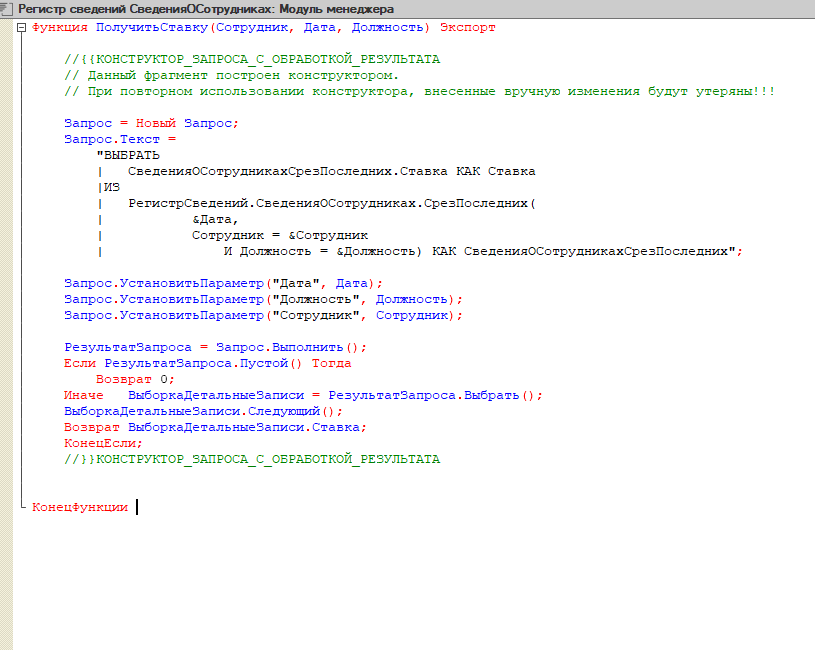 Регистр сведений СведенияОСотрудниках: Модуль менеджера
Функция ПолучитьСтавку(Сотрудник, Дата, Должность) Экспорт
//{{КОНСТРУКТОР_ЗАПРОСА_С_ОБРАБОТКОЙ_РЕЗУЛЬТАТА
// Данный фрагмент построен конструктором.
// При повторном использовании конструктора, внесенные вручную изменения будут утеряны!!!
Запрос = Новый Запрос;
Запрос.Текст =
"ВЫБРАТЬ
|   СведенияОСотрудникахСрезПоследних.Ставка КАК Ставка
|ИЗ
|   РегистрСведений.СведенияОСотрудниках.СрезПоследних(
|           &Дата,
|           Сотрудник = &Сотрудник
|               И Должность = &Должность) КАК СведенияОСотрудникахСрезПоследних";
Запрос.УстановитьПараметр("Дата", Дата);
Запрос.УстановитьПараметр("Должность", Должность);
Запрос.УстановитьПараметр("Сотрудник", Сотрудник);
РезультатЗапроса = Запрос.Выполнить();
Если РезультатЗапроса.Пустой() Тогда
Возврат 0;
Иначе   ВыборкаДетальныеЗаписи = РезультатЗапроса.Выбрать();
ВыборкаДетальныеЗаписи.Следующий();
Возврат ВыборкаДетальныеЗаписи.Ставка;
КонецЕсли;
//}}КОНСТРУКТОР_ЗАПРОСА_С_ОБРАБОТКОЙ_РЕЗУЛЬТАТА
КонецФункции